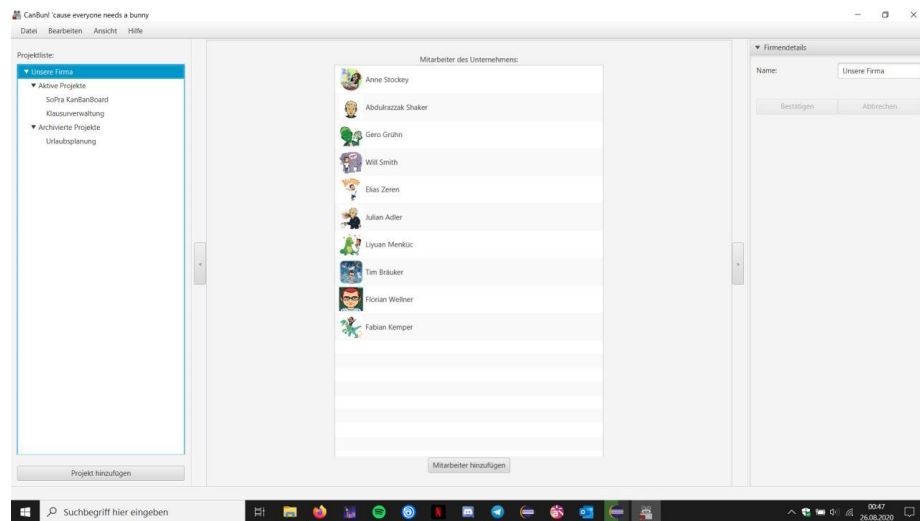 CanBun! 'cause everyone needs a bunny
Datei Bearbeiten Ansicht Hilfe
Projektliste:
Unsere Firma
Aktive Projekte
SoPra KanBanBoard
Klausurverwaltung
Archivierte Projekte
Urlaubsplanung
Projekt hinzufügen
Mitarbeiter des Unternehmens:
Anne Stockey
Abdulrazzak Shaker
Gero Grühn
Will Smith
Elias Zeren
Julian Adler
Liyuan Menküc
Tim Bräuker
Florian Wellner
Fabian Kemper
Mitarbeiter hinzufügen
Firmendetails
Name: Unsere Firma
Bestätigen Abbrechen
Suchbegriff hier eingeben
00:47
26.08.2020